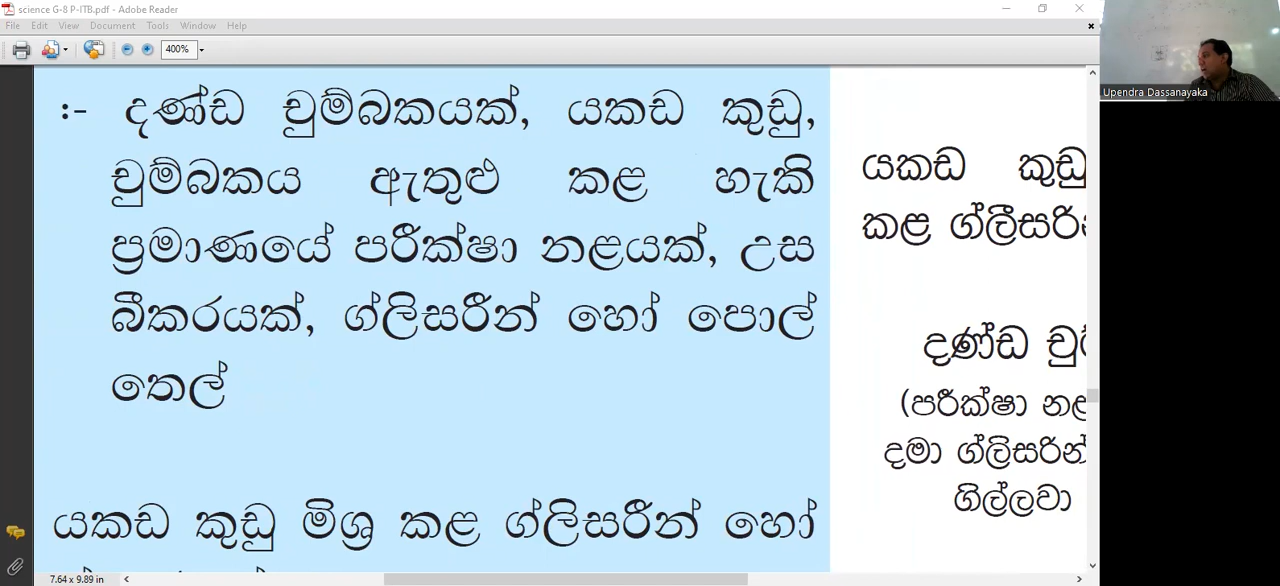 science G-8 P-ITB.pdf - Adobe Reader
File Edit View Document Tools Window Help
400%
Upendra Dassanayaka
:- දණ්ඩ චුම්බකයක්, යකඩ කුඩු,
චුම්බකය ඇතුළු කළ හැකි
ප්‍රමාණයේ පරීක්ෂා නළයක්, උස
බීකරයක්, ග්ලිසරීන් හෝ පොල්
තෙල්
යකඩ කුඩු මිශ්‍ර කළ ග්ලිසරීන් හෝ
යකඩ කුඩු
කළ
දණ්ඩ
(පරීක්ෂා
දමා ග්ලිසරින්
ගිල්ලවා
7.64 x 9.89 in